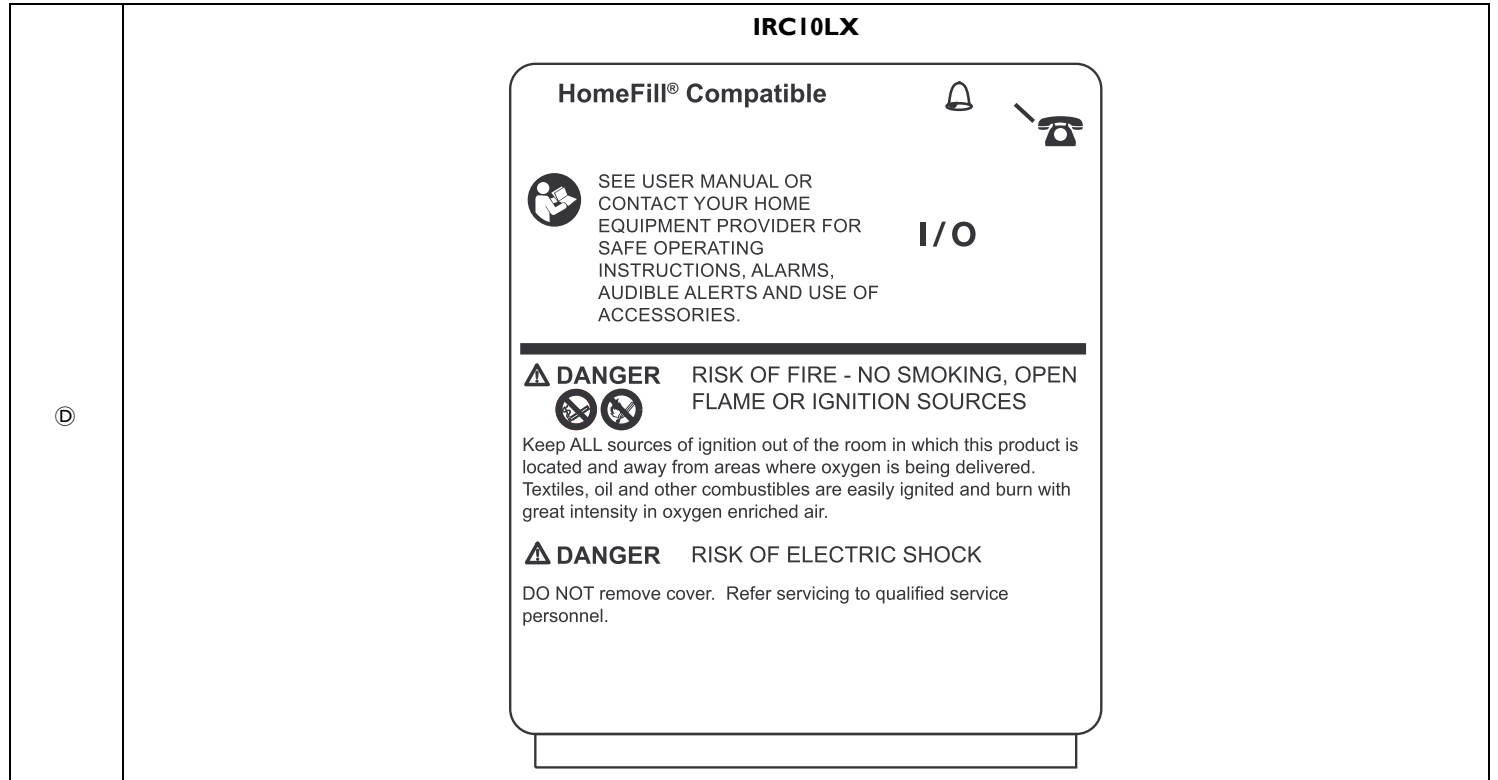 IRC10LX
HomeFill® Compatible
SEE USER MANUAL OR
CONTACT YOUR HOME
EQUIPMENT PROVIDER FOR
SAFE OPERATING
INSTRUCTIONS, ALARMS,
AUDIBLE ALERTS AND USE OF
ACCESSORIES.
I / O
Ⓓ
DANGER RISK OF FIRE - NO SMOKING, OPEN
FLAME OR IGNITION SOURCES
Keep ALL sources of ignition out of the room in which this product is
located and away from areas where oxygen is being delivered.
Textiles, oil and other combustibles are easily ignited and burn with
great intensity in oxygen enriched air.
DANGER RISK OF ELECTRIC SHOCK
DO NOT remove cover.  Refer servicing to qualified service
personnel.